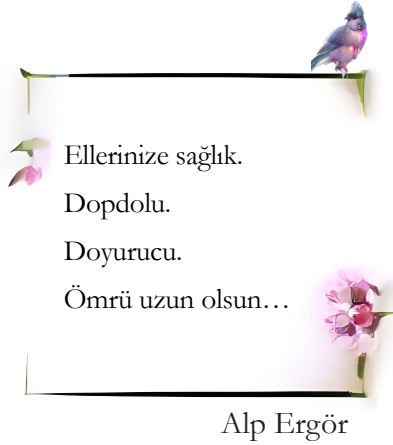 Ellerinize sağlık.
Dopdolu.
Doyurucu.
Ömrü uzun olsun…
Alp Ergör